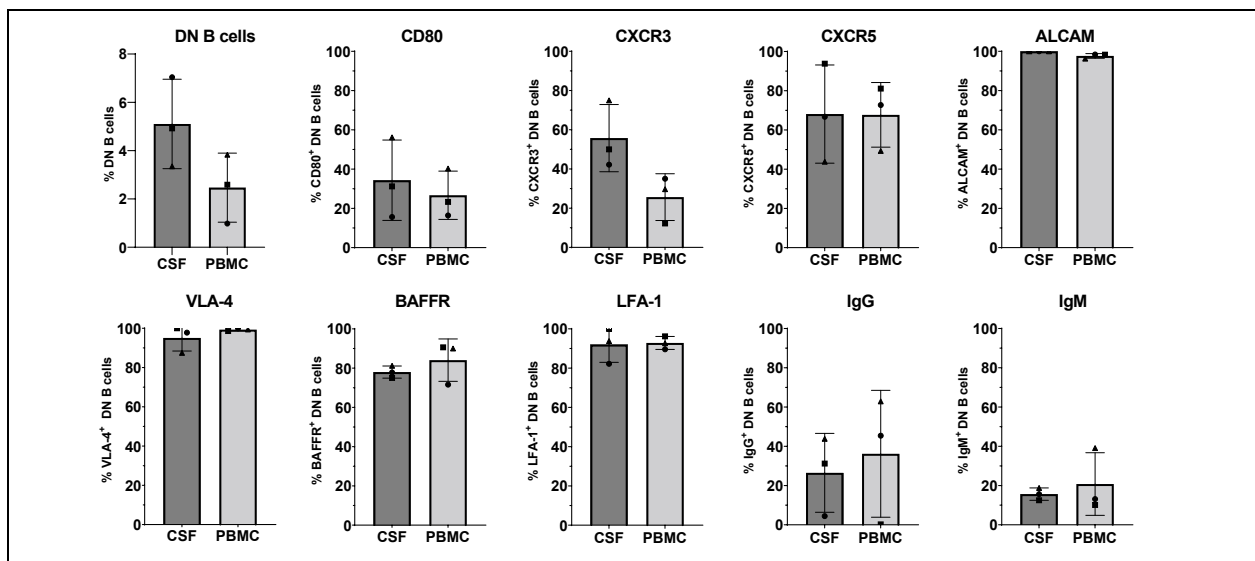 DN B cells
% DN B cells
8
6
4
2
0
CSF PBMC
CD80
% CD80⁺ DN B cells
100
80
60
40
20
0
CSF PBMC
CXCR3
% CXCR3⁺ DN B cells
100
80
60
40
20
0
CSF PBMC
CXCR5
% CXCR5⁺ DN B cells
100
80
60
40
20
0
CSF PBMC
ALCAM
% ALCAM⁺ DN B cells
100
80
60
40
20
0
CSF PBMC
VLA-4
% VLA-4⁺ DN B cells
100
80
60
40
20
0
CSF PBMC
BAFFR
% BAFFR⁺ DN B cells
100
80
60
40
20
0
CSF PBMC
LFA-1
% LFA-1⁺ DN B cells
100
80
60
40
20
0
CSF PBMC
IgG
% IgG⁺ DN B cells
100
80
60
40
20
0
CSF PBMC
IgM
% IgM⁺ DN B cells
100
80
60
40
20
0
CSF PBMC